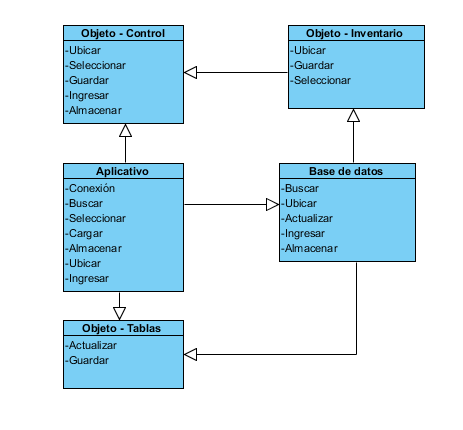 Objeto - Control
-Ubicar
-Seleccionar
-Guardar
-Ingresar
-Almacenar
Objeto - Inventario
-Ubicar
-Guardar
-Seleccionar
Aplicativo
-Conexión
-Buscar
-Seleccionar
-Cargar
-Almacenar
-Ubicar
-Ingresar
Base de datos
-Buscar
-Ubicar
-Actualizar
-Ingresar
-Almacenar
Objeto - Tablas
-Actualizar
-Guardar